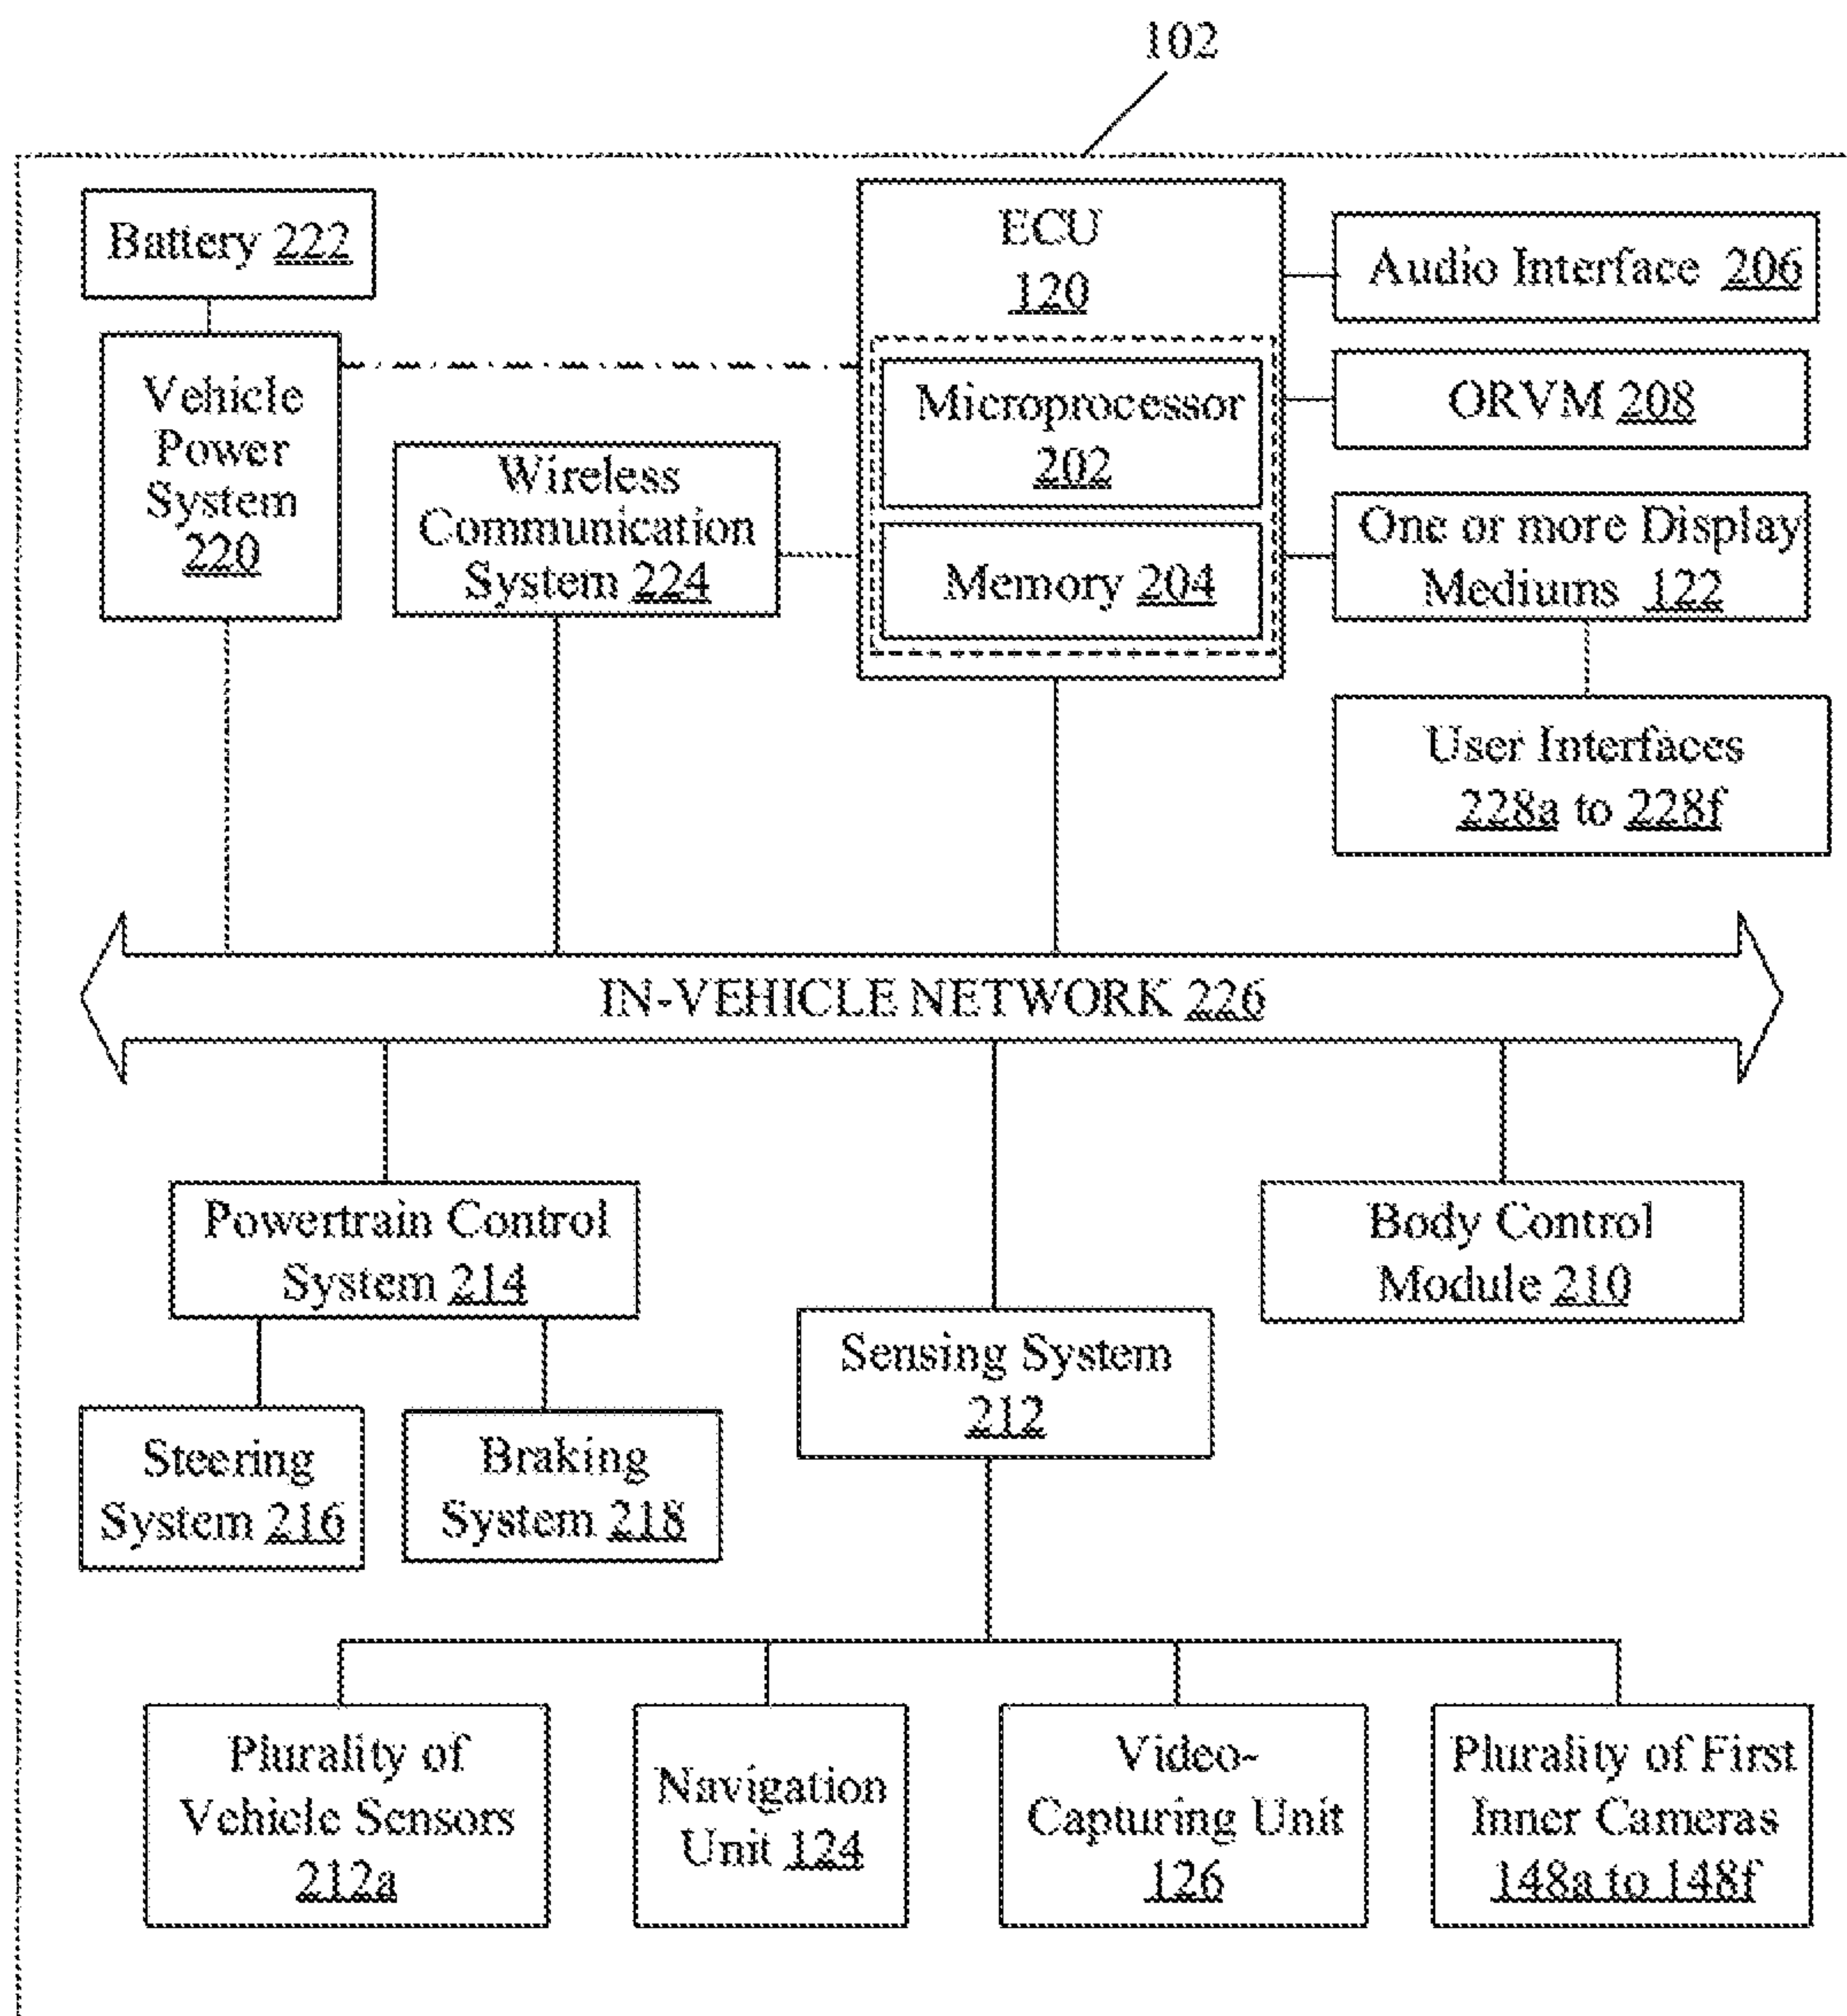 102
Battery 222
ECU
120
Audio Interface 206
Vehicle
Power
System
220
Microprocessor
202
ORVM 208
Wireless
Communication
System 224
Memory 204
One or more Display
Mediums 122
User Interfaces
228a to 228f
IN-VEHICLE NETWORK 226
Powertrain Control
System 214
Body Control
Module 210
Sensing System
212
Steering
System 216
Braking
System 218
Plurality of
Vehicle Sensors
212a
Navigation
Unit 124
Video-
Capturing Unit
126
Plurality of First
Inner Cameras
148a to 148f